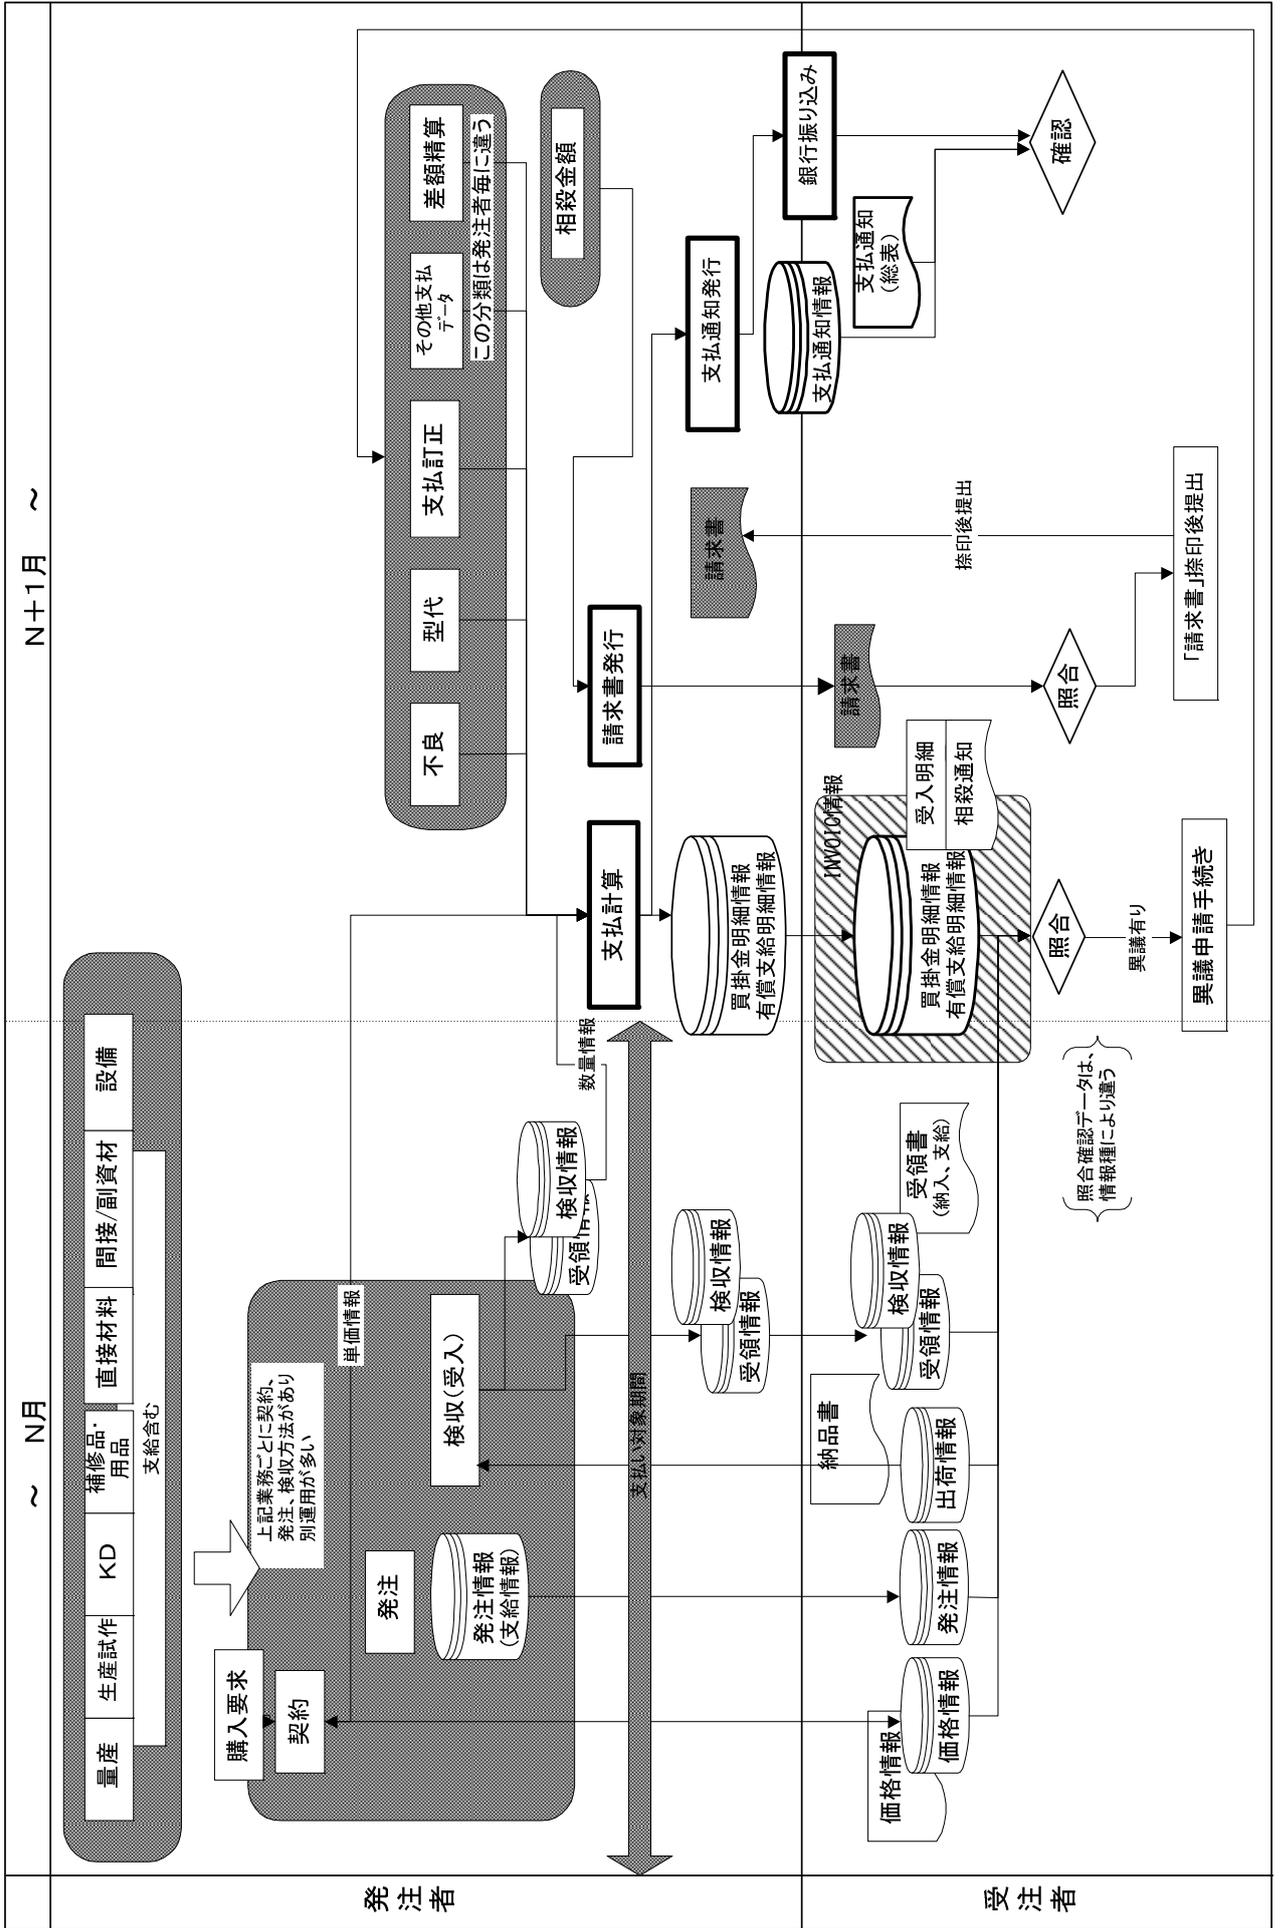 ～　N月　～
N＋1月　～
発注者
受注者
量産
生産試作
KD
補修品・
用品
直接材料
間接/副資材
設備
支給含む
上記業務ごとに契約、
発注、検収方法があり
別運用が多い
購入要求
契約
単価情報
発注
発注情報
(支給情報)
検収(受入)
検収情報
受領情報
数量情報
支払い対象期間
検収情報
受領情報
価格情報
価格情報
発注情報
納品書
出荷情報
検収情報
受領情報
受領書
(納入、支給)
照合確認データは、
情報種により違う
不良
型代
支払訂正
その他支払
データ
差額精算
この分類は発注者毎に違う
相殺金額
支払計算
請求書発行
買掛金明細情報
有償支給明細情報
INVOIC情報
買掛金明細情報
有償支給明細情報
受入明細
相殺通知
照合
異議有り
異議申請手続き
請求書
照合
「請求書」捺印後提出
捺印後提出
請求書
支払通知発行
支払通知情報
銀行振り込み
支払通知
(総表)
確認